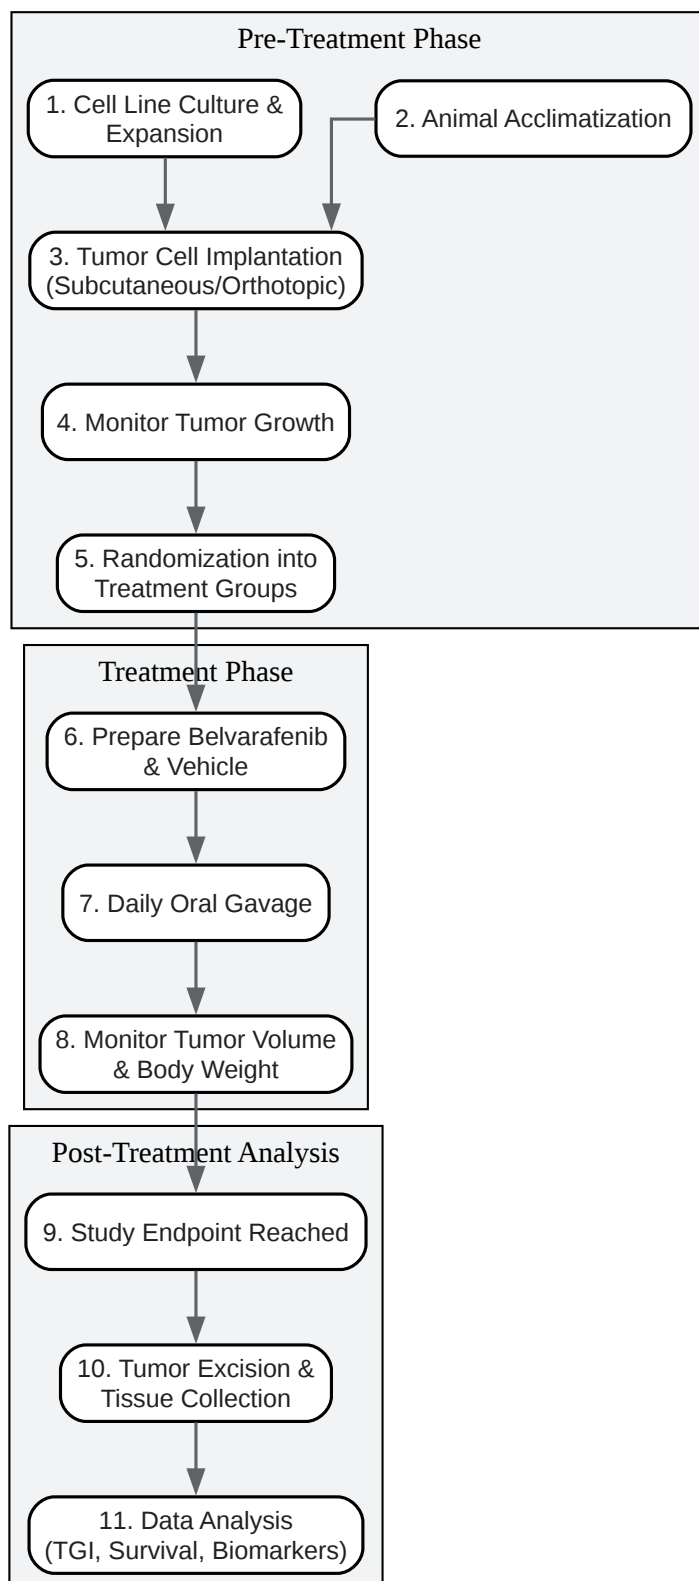 Pre-Treatment Phase
1. Cell Line Culture &
Expansion
2. Animal Acclimatization
3. Tumor Cell Implantation
(Subcutaneous/Orthotopic)
4. Monitor Tumor Growth
5. Randomization into
Treatment Groups
Treatment Phase
6. Prepare Belvarafenib
& Vehicle
7. Daily Oral Gavage
8. Monitor Tumor Volume
& Body Weight
Post-Treatment Analysis
9. Study Endpoint Reached
10. Tumor Excision &
Tissue Collection
11. Data Analysis
(TGI, Survival, Biomarkers)